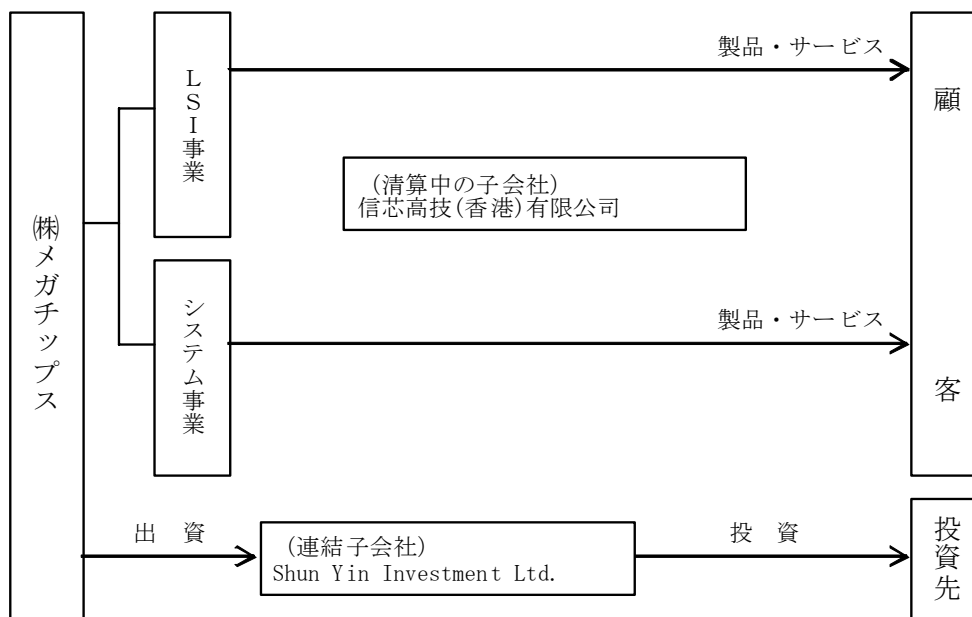 ㈱メガチップス
ＬＳＩ事業
製品・サービス
(清算中の子会社)
信芯高技(香港)有限公司
システム事業
製品・サービス
顧客
出　資
(連結子会社)
Shun Yin Investment Ltd.
投　資
投資先